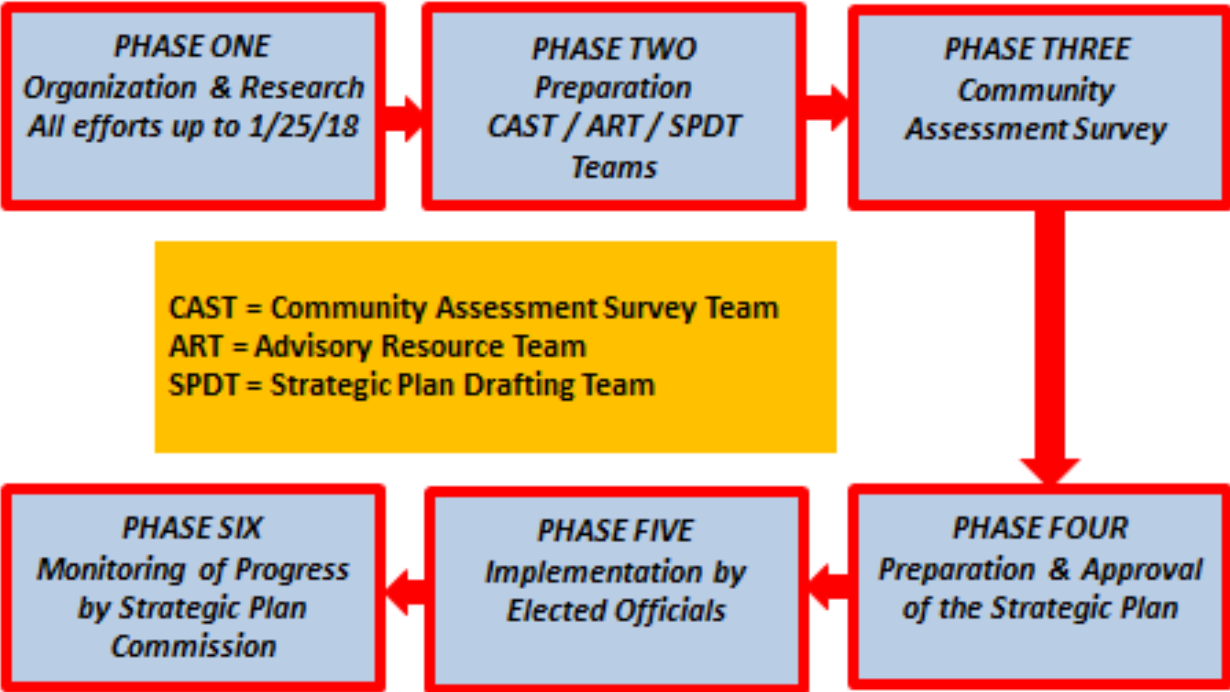 PHASE ONE
Organization & Research
All efforts up to 1/25/18
PHASE TWO
Preparation
CAST / ART / SPDT
Teams
PHASE THREE
Community
Assessment Survey
CAST = Community Assessment Survey Team
ART = Advisory Resource Team
SPDT = Strategic Plan Drafting Team
PHASE FOUR
Preparation & Approval
of the Strategic Plan
PHASE FIVE
Implementation by
Elected Officials
PHASE SIX
Monitoring of Progress
by Strategic Plan
Commission